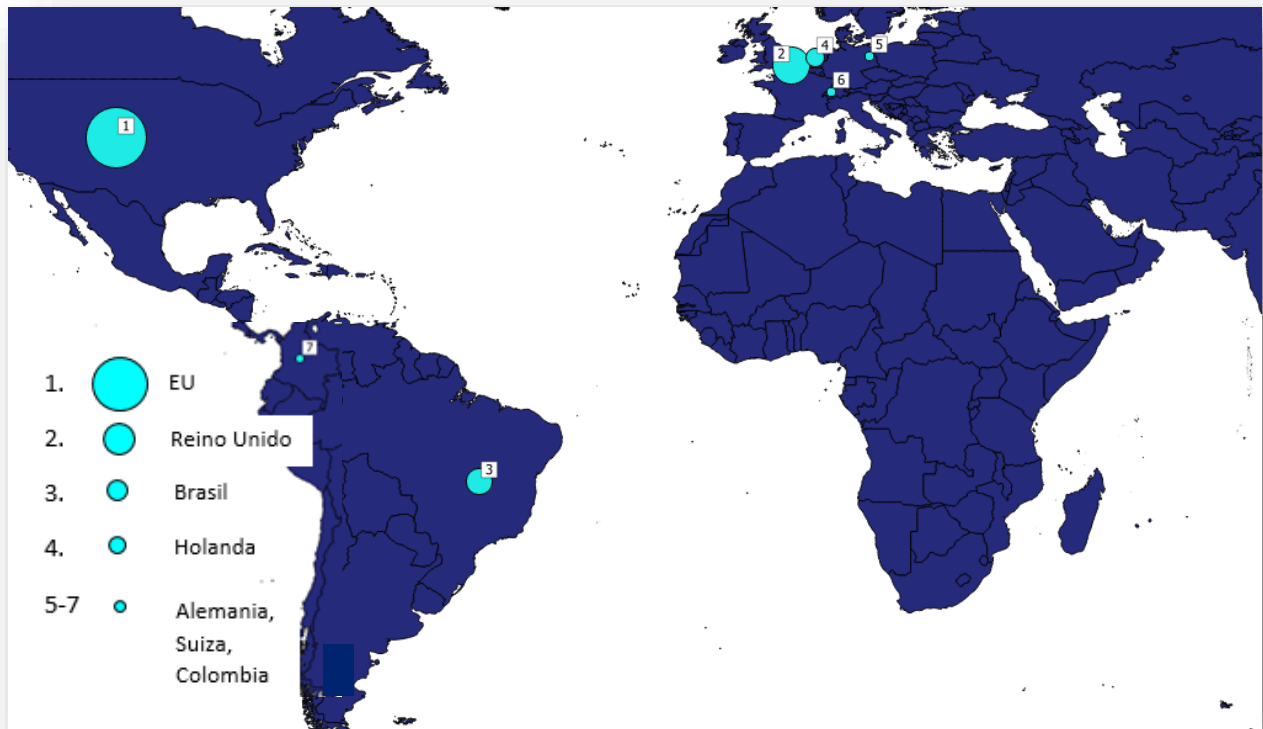 1
2
4
5
6
7
3
1. EU
2. Reino Unido
3. Brasil
4. Holanda
5-7 Alemania,
Suiza,
Colombia